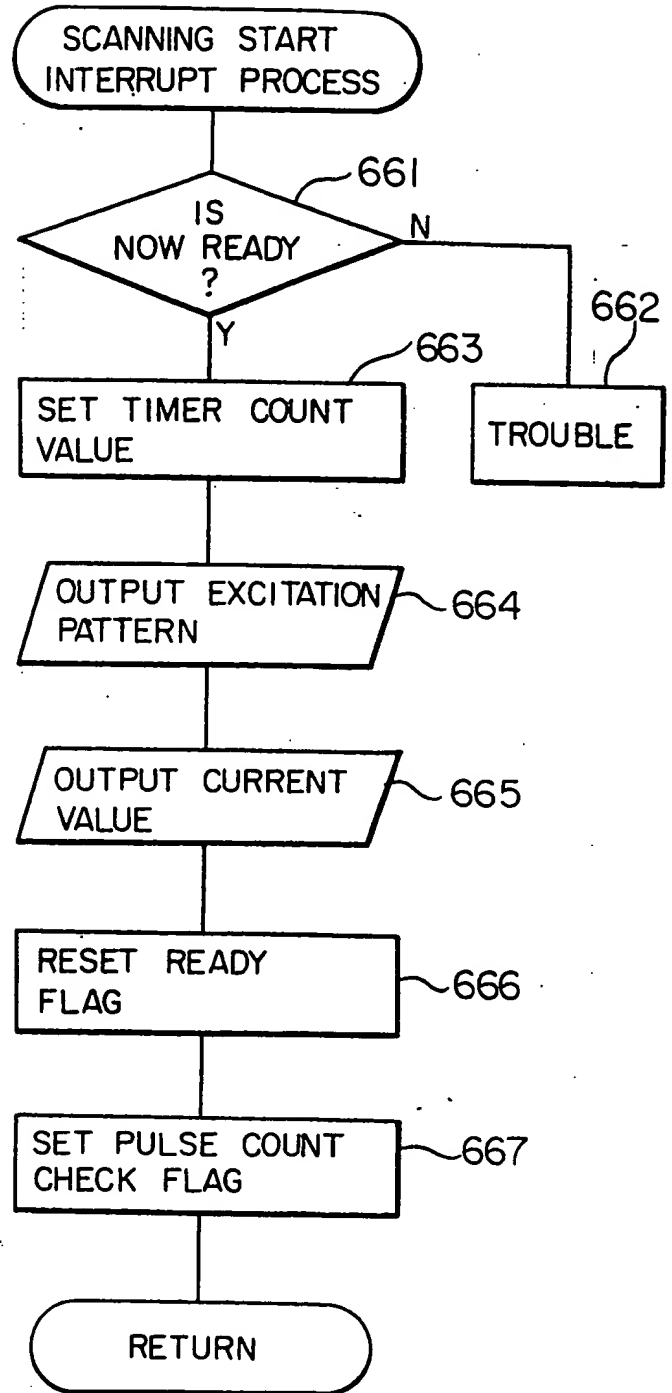 SCANNING START
INTERRUPT PROCESS
661
IS
NOW READY
?
N
Y
662
TROUBLE
663
SET TIMER COUNT
VALUE
OUTPUT EXCITATION
PATTERN
664
OUTPUT CURRENT
VALUE
665
RESET READY
FLAG
666
SET PULSE COUNT
CHECK FLAG
667
RETURN